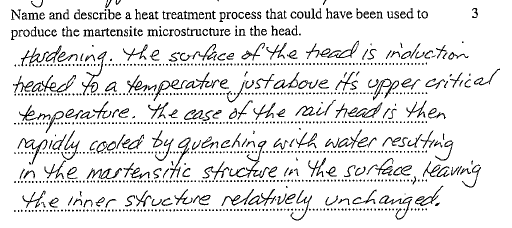 Name and describe a heat treatment process that could have been used to 3
produce the martensite microstructure in the head.
Hardening. The surface of the head is induction
heated to a temperature just above it's upper critical
temperature. The case of the rail head is then
rapidly cooled by quenching with water resulting
in the martensitic structure in the surface, leaving
the inner structure relatively unchanged.